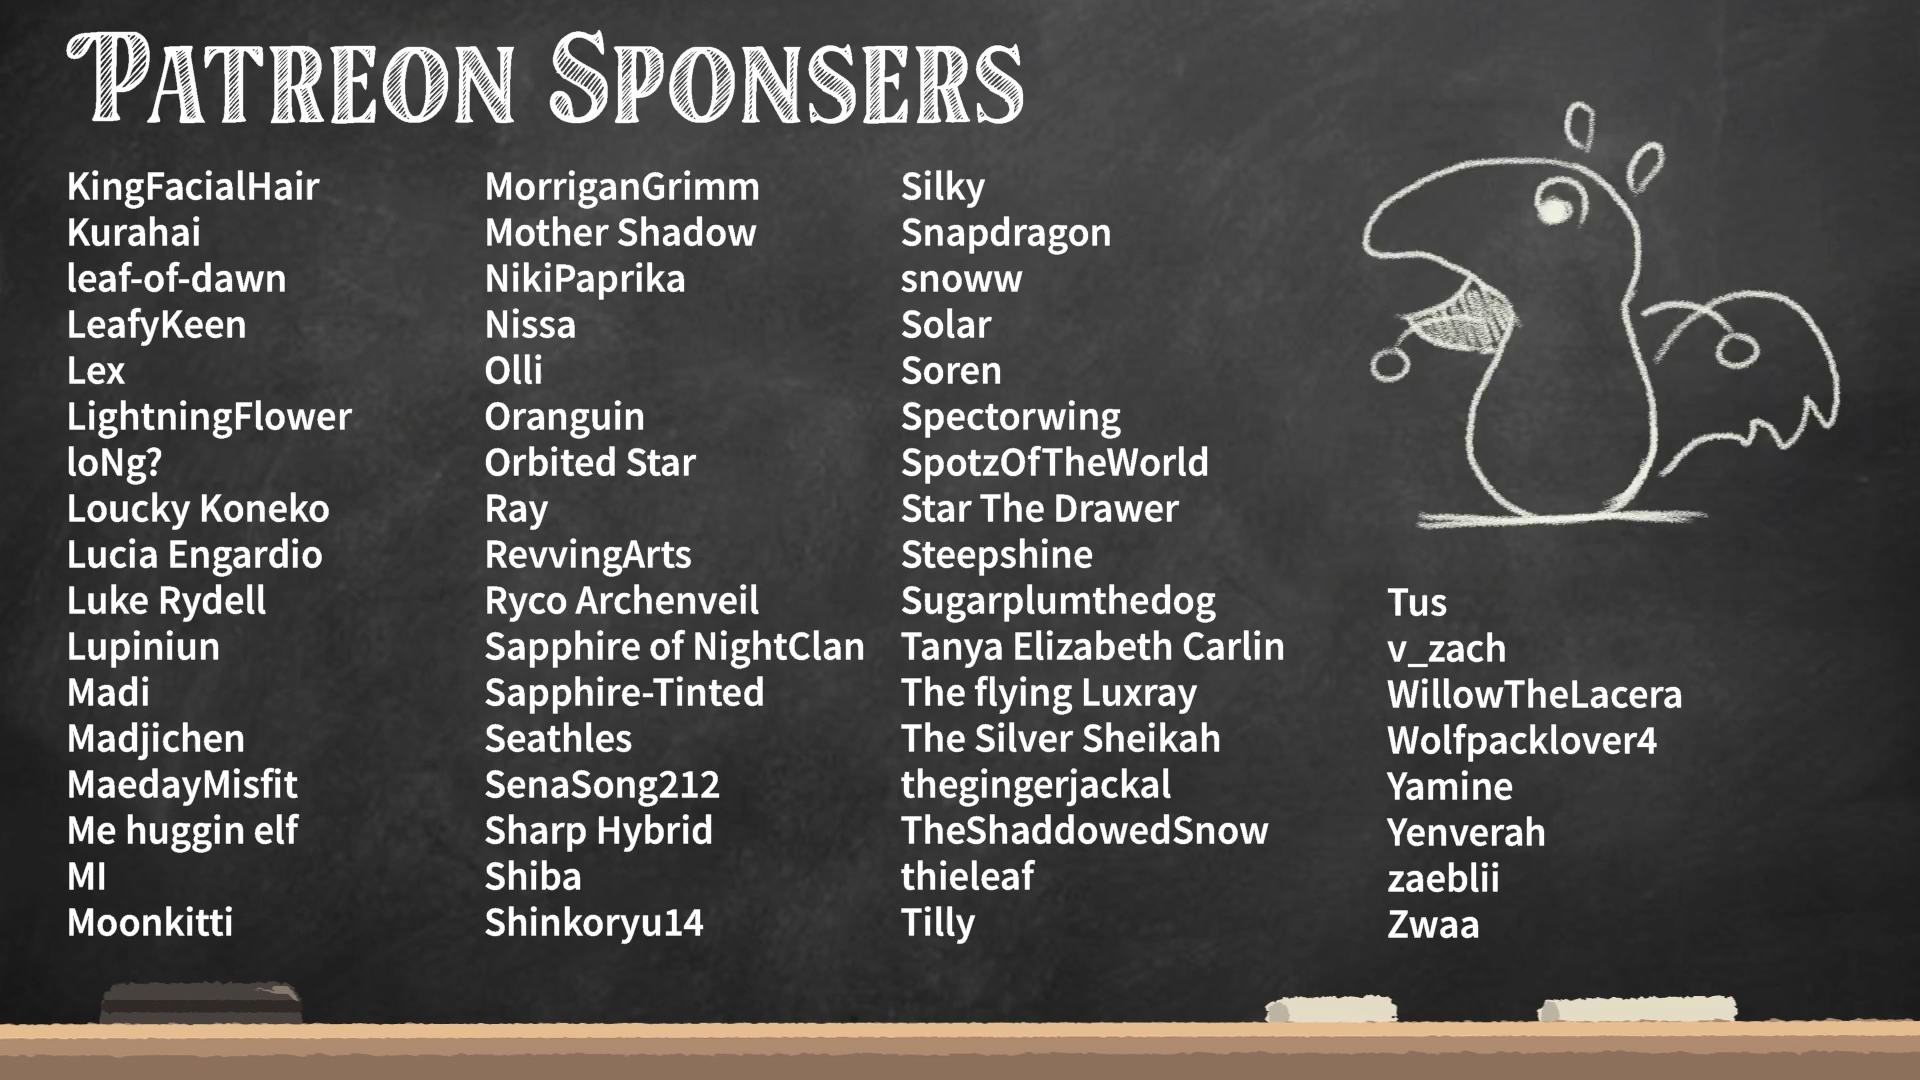 Patreon Sponsers
KingFacialHair
Kurahai
leaf-of-dawn
LeafyKeen
Lex
LightningFlower
loNg?
Loucky Koneko
Lucia Engardio
Luke Rydell
Lupiniun
Madi
Madjichen
MaedayMisfit
Me huggin elf
MI
Moonkitti
MorriganGrimm
Mother Shadow
NikiPaprika
Nissa
Olli
Oranguin
Orbited Star
Ray
RevvingArts
Ryco Archenveil
Sapphire of NightClan
Sapphire-Tinted
Seathles
SenaSong212
Sharp Hybrid
Shiba
Shinkoryu14
Silky
Snapdragon
snoww
Solar
Soren
Spectorwing
SpotzOfTheWorld
Star The Drawer
Steepshine
Sugarplumthedog
Tanya Elizabeth Carlin
The flying Luxray
The Silver Sheikah
thegingerjackal
TheShaddowedSnow
thieleaf
Tilly
Tus
v_zach
WillowTheLacera
Wolfpacklover4
Yamine
Yenverah
zaeblii
Zwaa